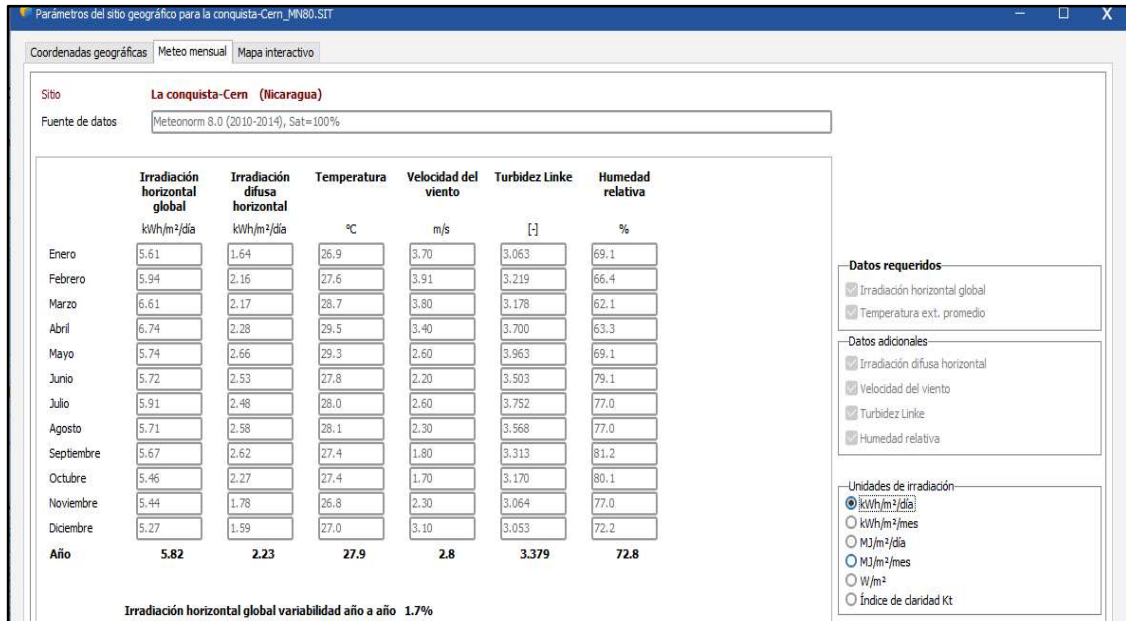 Parámetros del sitio geográfico para la conquista-Cern_MN80.SIT
Coordenadas geográficas Meteo mensual Mapa interactivo
Sitio La conquista-Cern (Nicaragua)
Fuente de datos Meteonorm 8.0 (2010-2014), Sat=100%
Irradiación horizontal global Irradiación difusa horizontal Temperatura Velocidad del viento Turbidez Linke Humedad relativa
kWh/m²/día kWh/m²/día °C m/s [-] %
Enero 5.61 1.64 26.9 3.70 3.063 69.1
Febrero 5.94 2.16 27.6 3.91 3.219 66.4
Marzo 6.61 2.17 28.7 3.80 3.178 62.1
Abril 6.74 2.28 29.5 3.40 3.700 63.3
Mayo 5.74 2.66 29.3 2.60 3.963 69.1
Junio 5.72 2.53 27.8 2.20 3.503 79.1
Julio 5.91 2.48 28.0 2.60 3.752 77.0
Agosto 5.71 2.58 28.1 2.30 3.568 77.0
Septiembre 5.67 2.62 27.4 1.80 3.313 81.2
Octubre 5.46 2.27 27.4 1.70 3.170 80.1
Noviembre 5.44 1.78 26.8 2.30 3.064 77.0
Diciembre 5.27 1.59 27.0 3.10 3.053 72.2
Año 5.82 2.23 27.9 2.8 3.379 72.8
Irradiación horizontal global variabilidad año a año 1.7%
Datos requeridos
Irradiación horizontal global
Temperatura ext. promedio
Datos adicionales
Irradiación difusa horizontal
Velocidad del viento
Turbidez Linke
Humedad relativa
Unidades de irradiación
kWh/m²/día
kWh/m²/mes
MJ/m²/día
MJ/m²/mes
W/m²
Índice de claridad Kt